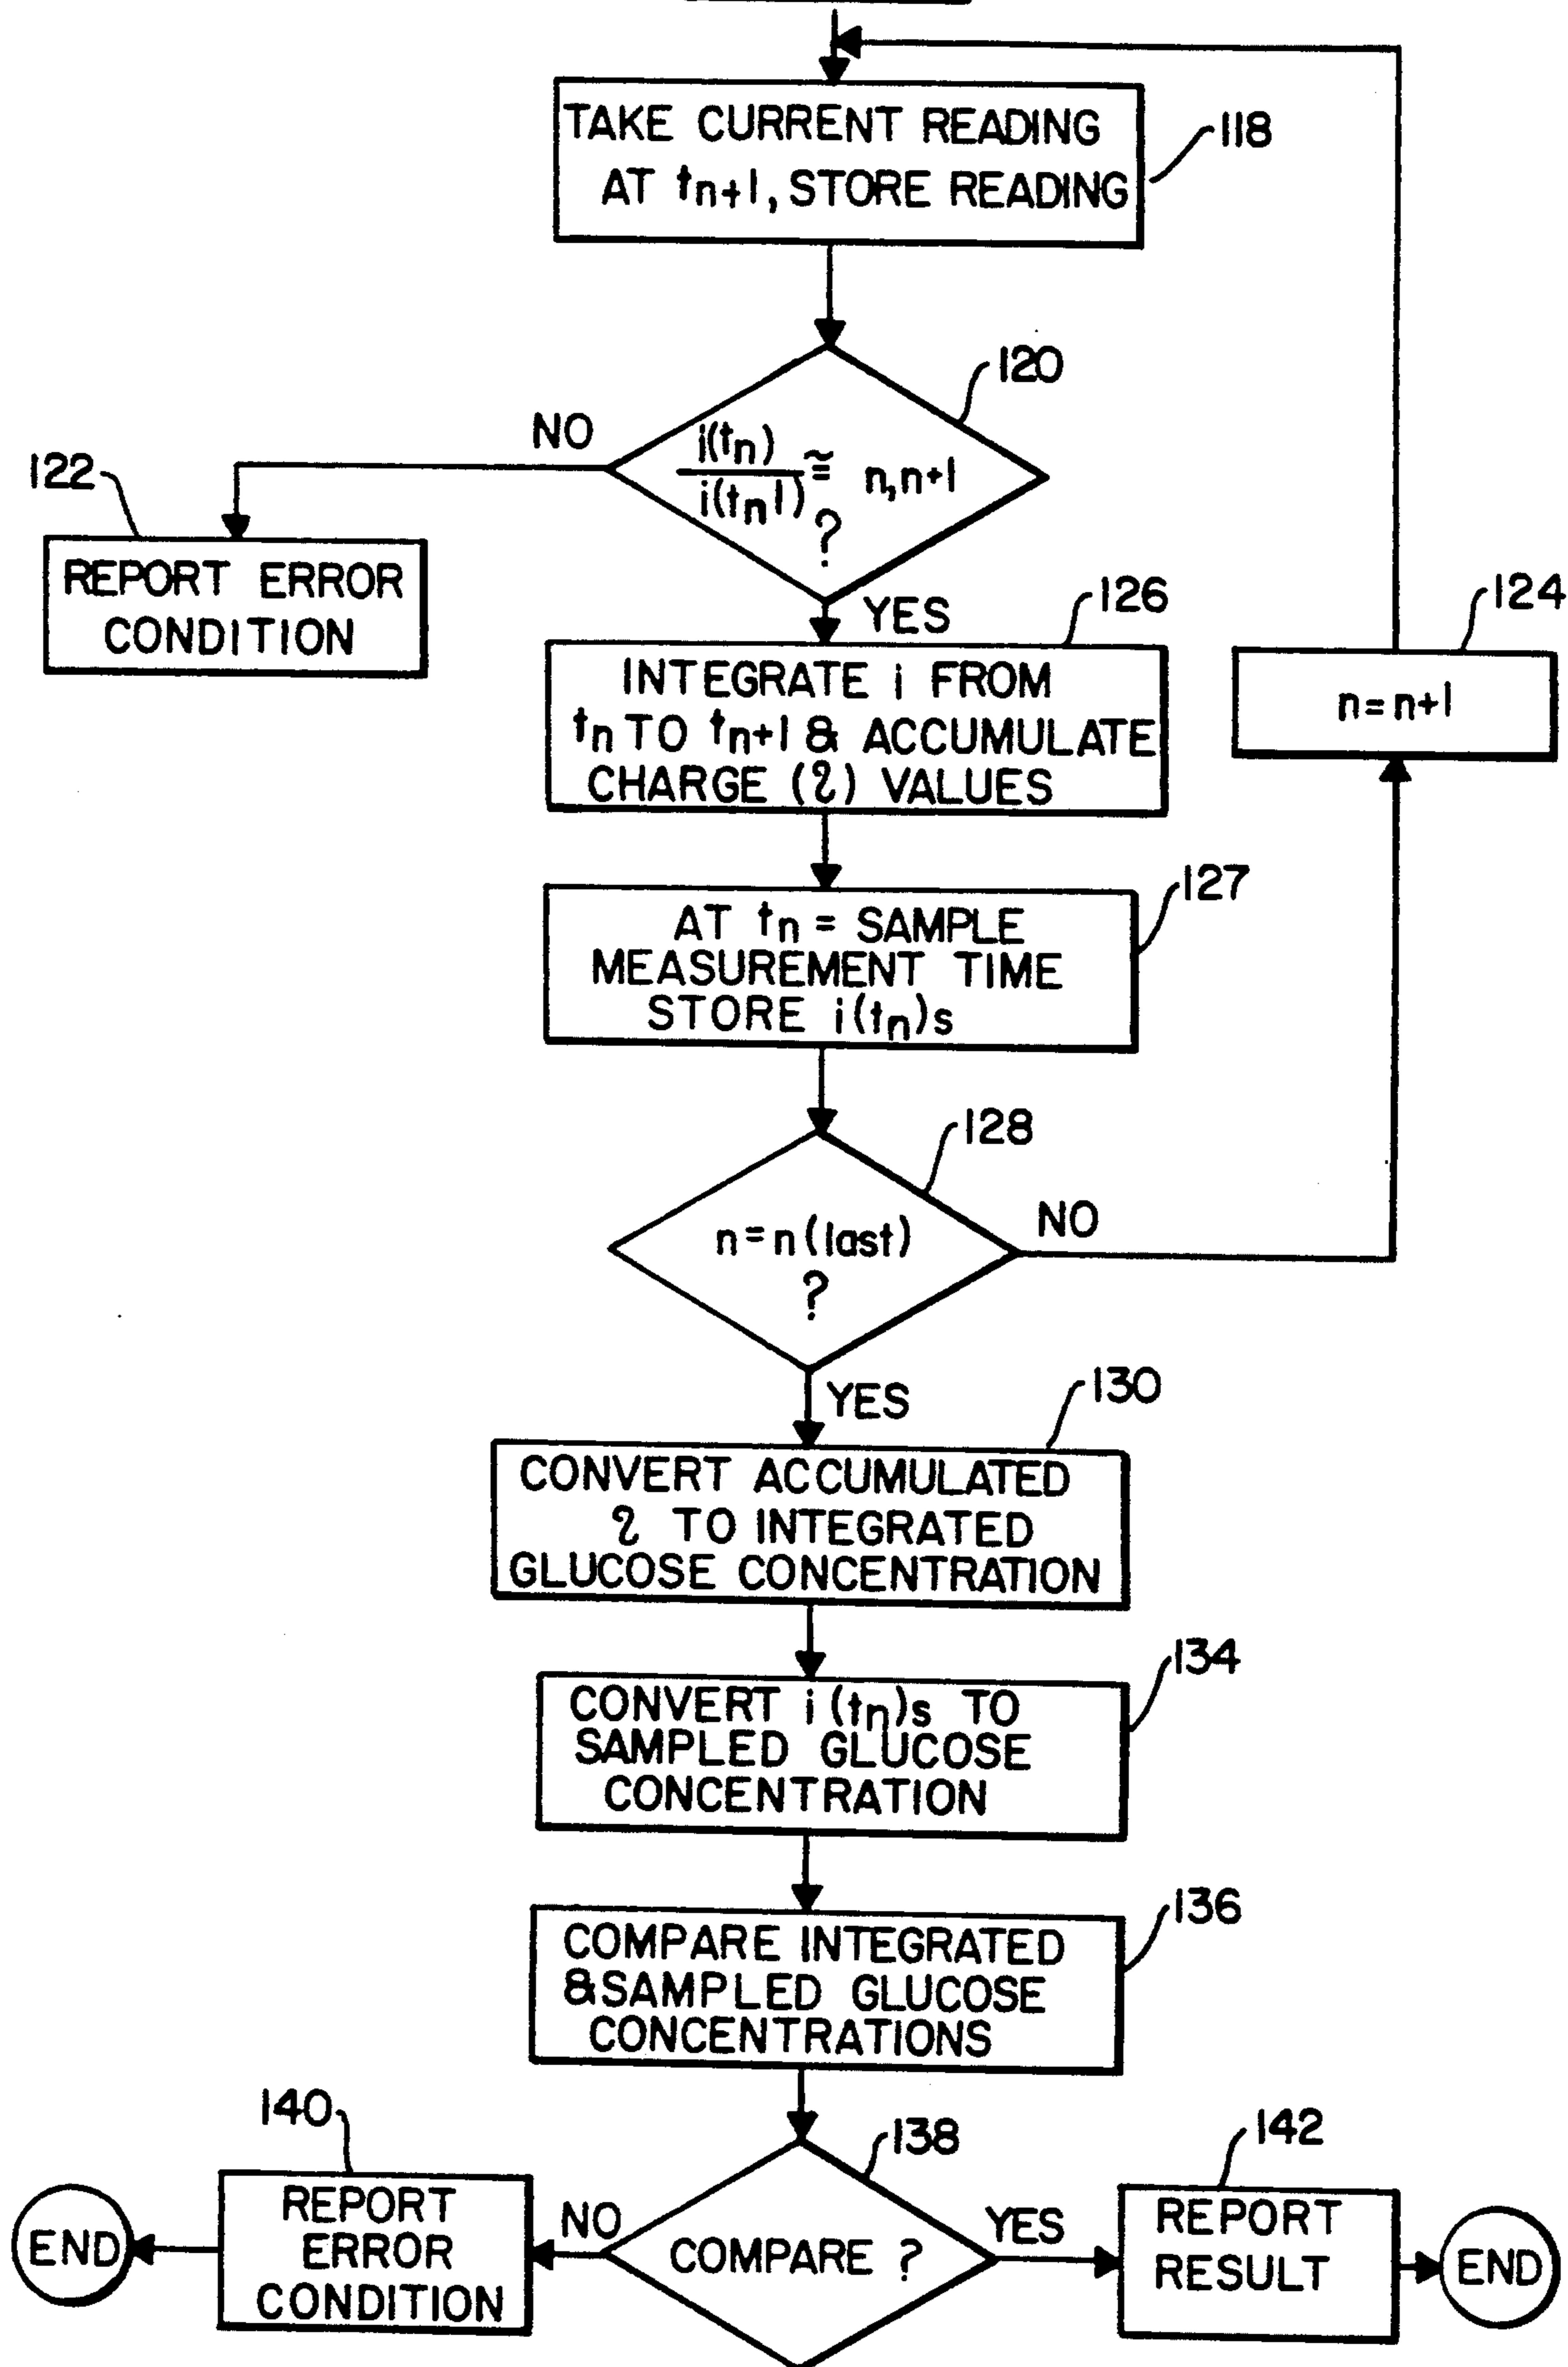 TAKE CURRENT READING
AT tn+1, STORE READING
118
120
NO
i(tn)
i(tn1)
≅ n,n+1
?
122
REPORT ERROR
CONDITION
YES
126
INTEGRATE i FROM
tn TO tn+1 & ACCUMULATE
CHARGE (q) VALUES
124
n=n+1
127
AT tn = SAMPLE
MEASUREMENT TIME
STORE i(tn)s
128
n=n(last)
?
NO
YES
130
CONVERT ACCUMULATED
q TO INTEGRATED
GLUCOSE CONCENTRATION
134
CONVERT i(tn)s TO
SAMPLED GLUCOSE
CONCENTRATION
136
COMPARE INTEGRATED
&SAMPLED GLUCOSE
CONCENTRATIONS
138
COMPARE ?
NO
140
REPORT
ERROR
CONDITION
END
YES
142
REPORT
RESULT
END